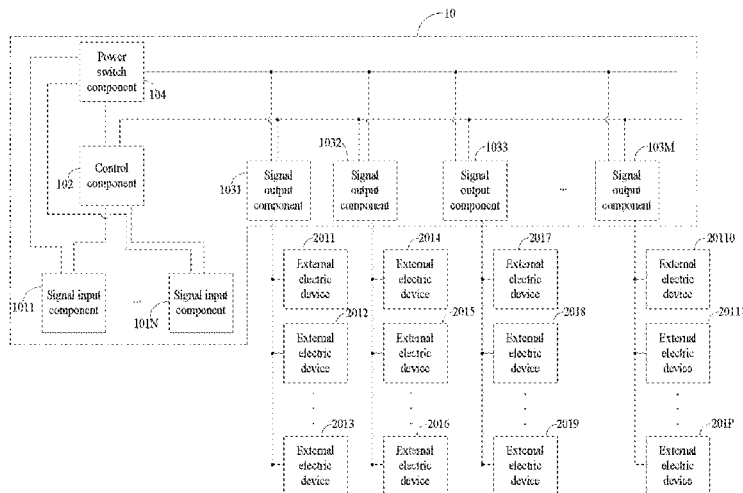 10
Power
switch
component
104
Control
component
102
1031
Signal
output
component
1032
Signal
output
component
1033
Signal
output
component
...
103M
Signal
output
component
1011
Signal input
component
...
101N
Signal input
component
2011
External
electric
device
2014
External
electric
device
2017
External
electric
device
20110
External
electric
device
2012
External
electric
device
2015
External
electric
device
2018
External
electric
device
External
electric
device
2013
External
electric
device
2016
External
electric
device
2019
External
electric
device
201P
External
electric
device